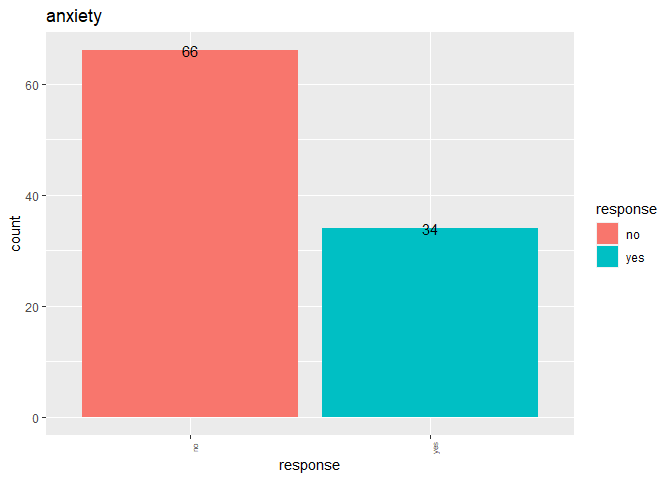 anxiety
66
60
40
34
20
0
count
no
yes
response
response
no
yes